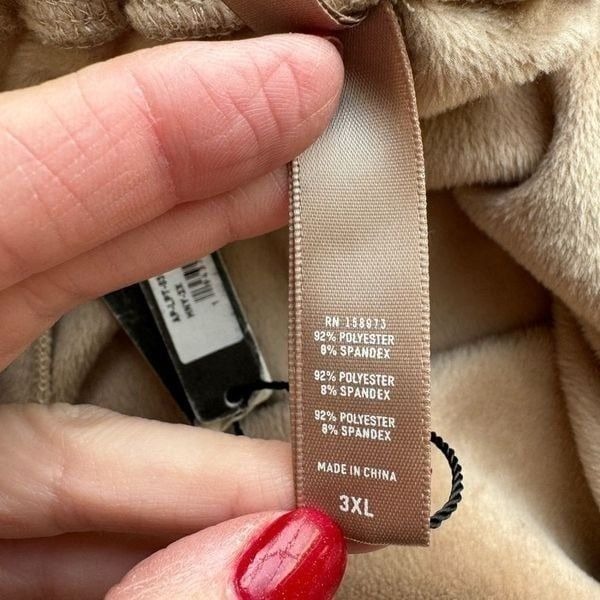 RN 158973
92% POLYESTER
8% SPANDEX
92% POLYESTER
8% SPANDEX
92% POLYESTER
8% SPANDEX
MADE IN CHINA
3XL